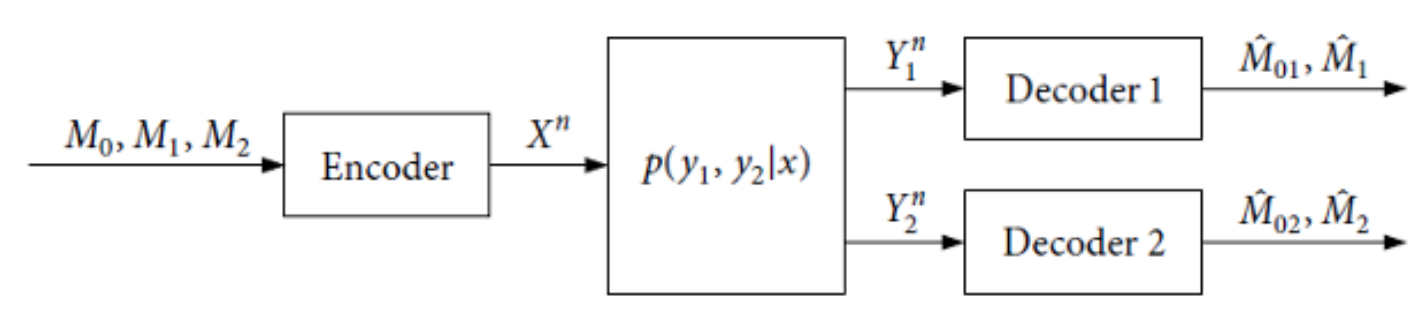 M₀, M₁, M₂
Encoder
Xⁿ
p(y₁, y₂|x)
Y₁ⁿ
Decoder 1
M̂₀₁, M̂₁
Y₂ⁿ
Decoder 2
M̂₀₂, M̂₂